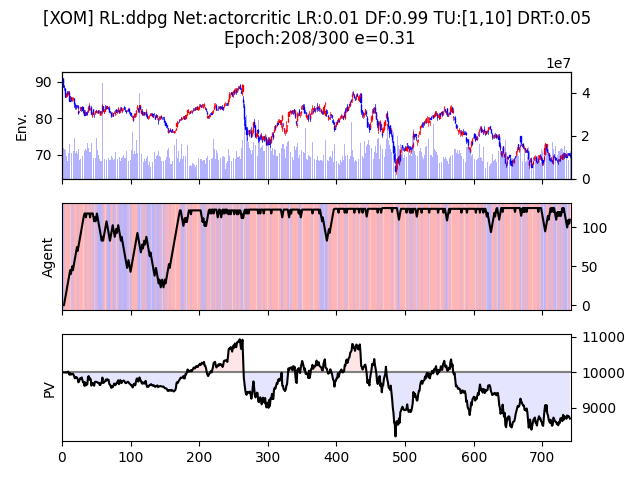 [XOM] RL:ddpg Net:actorcritic LR:0.01 DF:0.99 TU:[1,10] DRT:0.05
Epoch:208/300 e=0.31
1e7
90
80
70
Env.
4
2
0
Agent
100
50
0
PV
11000
10000
9000
0 100 200 300 400 500 600 700